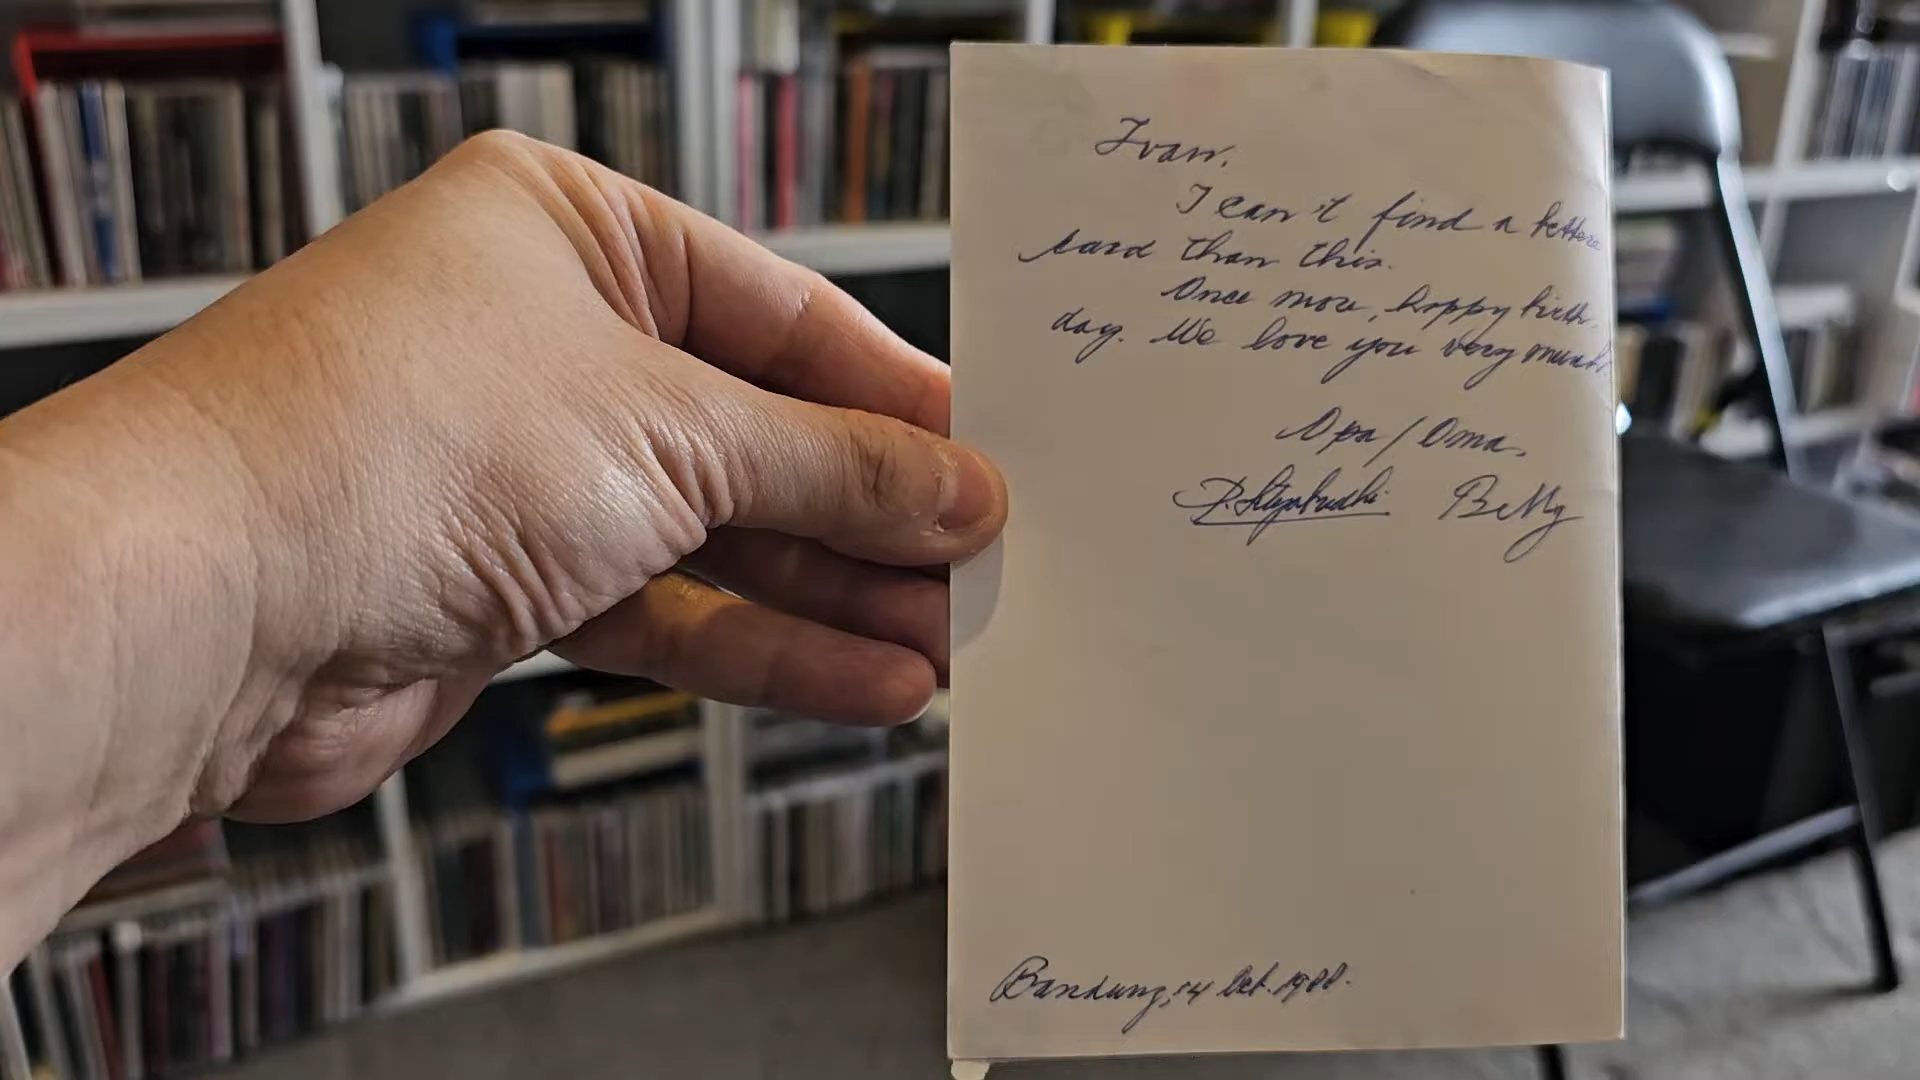 Ivan,
I can't find a better
card than this.
Once more, happy birth-
day. We love you very much!
Opa / Oma,
Betty
Bandung, Oct. 1988.